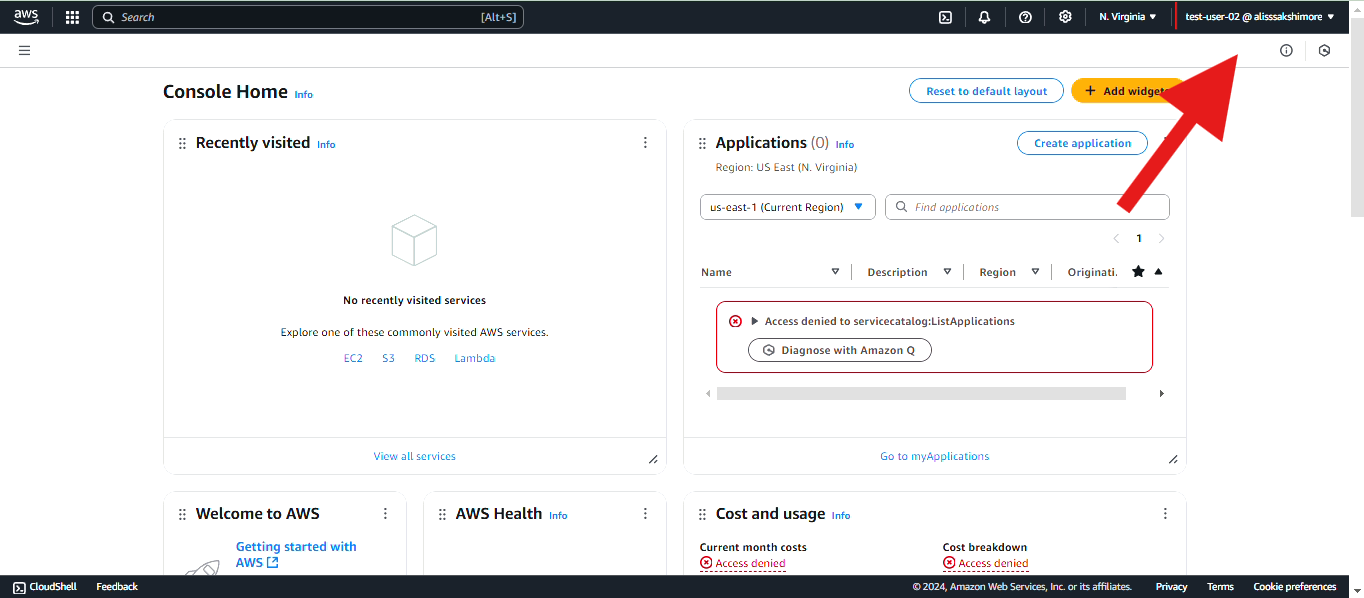 aws
Search [Alt+S]
N. Virginia
test-user-02 @ alisssakshimore
Console Home Info
Reset to default layout
+ Add widgets
Recently visited Info
No recently visited services
Explore one of these commonly visited AWS services.
EC2 S3 RDS Lambda
View all services
Applications (0) Info
Create application
Region: US East (N. Virginia)
us-east-1 (Current Region)
Find applications
1
Name Description Region Originati.
Access denied to servicecatalog:ListApplications
Diagnose with Amazon Q
Go to myApplications
Welcome to AWS
Getting started with
AWS
AWS Health Info
Cost and usage Info
Current month costs
Access denied
Cost breakdown
Access denied
CloudShell Feedback
© 2024, Amazon Web Services, Inc. or its affiliates. Privacy Terms Cookie preferences